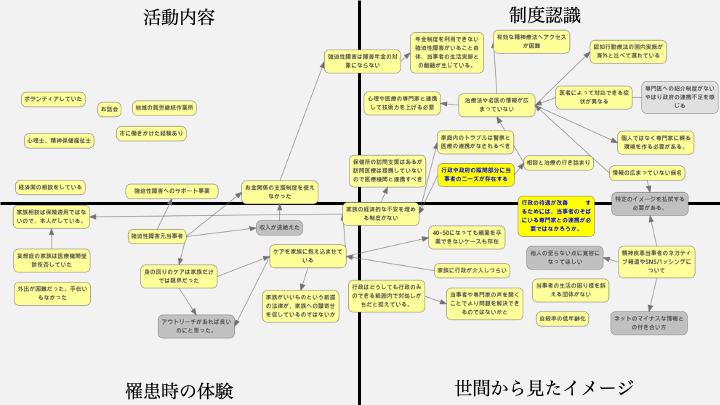 活動内容
制度認識
強迫性障害は障害年金の対
象にならない
年金制度を利用できない
強迫性障害がいること自
体、当事者の生活実態と
の齟齬が生じている。
有効な精神療法へアクセス
が困難
認知行動療法の国内実施が
海外と比べて遅れている
ボランティアしていた
お話会
地域の就労継続作業所
心理士、精神保健福祉士
市に働きかけた経験あり
心理や医療の専門家と連携
して技術力を上げる必要
治療法や名医の情報が広
まっていない
医者によって対応できる症
状が異なる
専門医への紹介制度がない
やはり政府の連携不足を感
じる
家庭内のトラブルは警察と
医療の連携がなされるべき
個人ではなく専門家に頼る
環境を作る必要がある。
保健所の訪問支援はあるが
訪問医療は提携していない
ので医療機関と連携すべき
行政や政府の隙間部分に当
事者のニーズが存在する
相談と治療の行き詰まり
情報の広まっていない病名
経済面の相談をしている
強迫性障害へのサポート事業
お金関係の支援制度を使え
なかった
家族の経済的な不安を埋め
る制度がない
行政の待遇が改善
するためには、当事者のそば
にいる専門家との連携が必
要ではなかろうか。
特定のイメージを払拭する
必要がある。
家族相談は保険適用ではな
いので、本人がしている。
収入が途絶えた
強迫性障害元当事者
40~50になっても親業を卒
業できないケースも存在
ケアを家族に抱え込ませて
いる
他人の至らない点に寛容に
なってほしい
精神疾患当事者のネガティ
ブ報道やSNSバッシングに
ついて
妄想症の家族は医療機関受
診拒否していた
身の回りのケアは家族だけ
では限界だった
家族に行政が介入しづらい
外出が困難だった、手伝い
もなかった
家族がいいものという前提
の法律が、家族への皺寄せ
を促しているのではないか
行政はどうしても行政のみ
のできる範囲内で対処しが
ちだと捉えている。
当事者や専門家の声を聞く
ことでより問題を解決でき
るのではないかと
当事者の生活の困り様を訴
える団体がない
アウトリーチがあれば良い
のにと思った。
自殺率の低年齢化
ネットのマイナスな情報と
の付き合い方
罹患時の体験
世間から見たイメージ